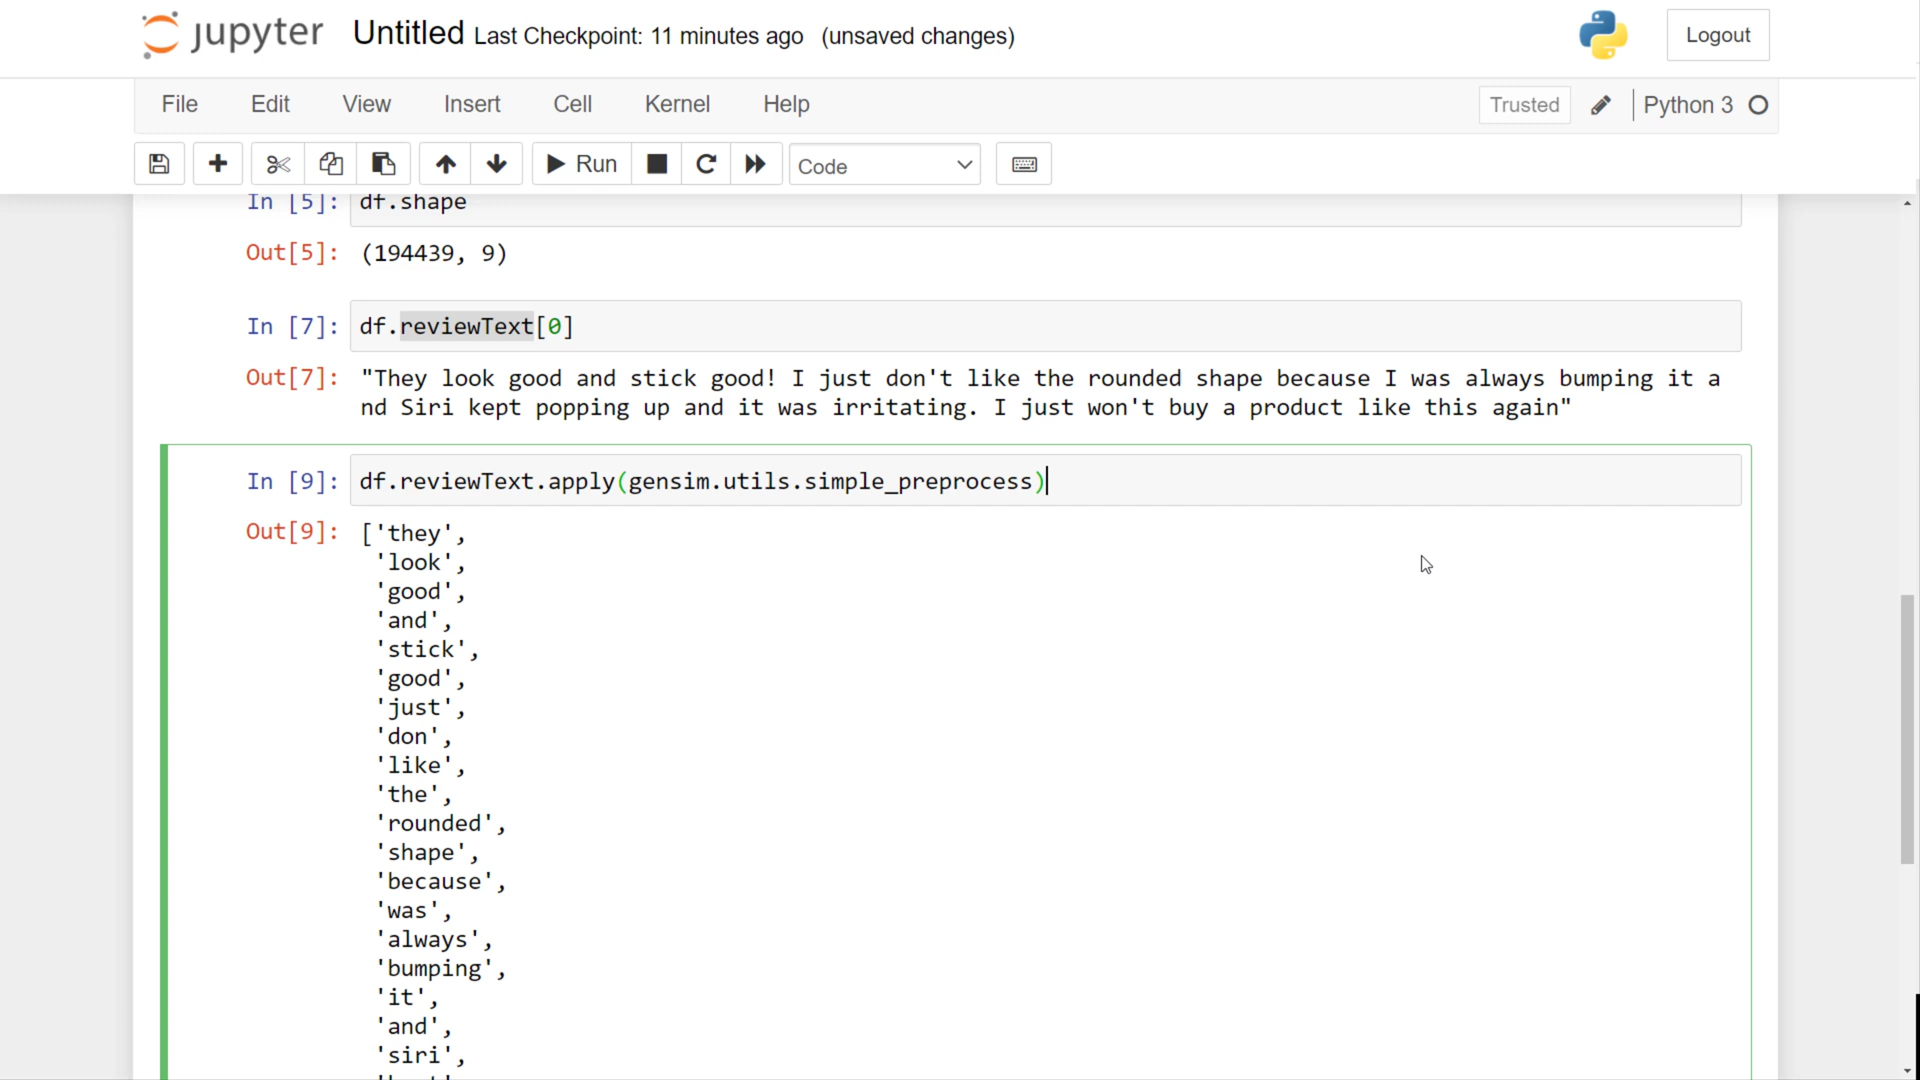 jupyter Untitled Last Checkpoint: 11 minutes ago (unsaved changes) Logout
File Edit View Insert Cell Kernel Help Trusted Python 3
Run Code
In [5]: df.shape
Out[5]: (194439, 9)
In [7]: df.reviewText[0]
Out[7]: "They look good and stick good! I just don't like the rounded shape because I was always bumping it a
nd Siri kept popping up and it was irritating. I just won't buy a product like this again"
In [9]: df.reviewText.apply(gensim.utils.simple_preprocess)
Out[9]: ['they',
'look',
'good',
'and',
'stick',
'good',
'just',
'don',
'like',
'the',
'rounded',
'shape',
'because',
'was',
'always',
'bumping',
'it',
'and',
'siri',